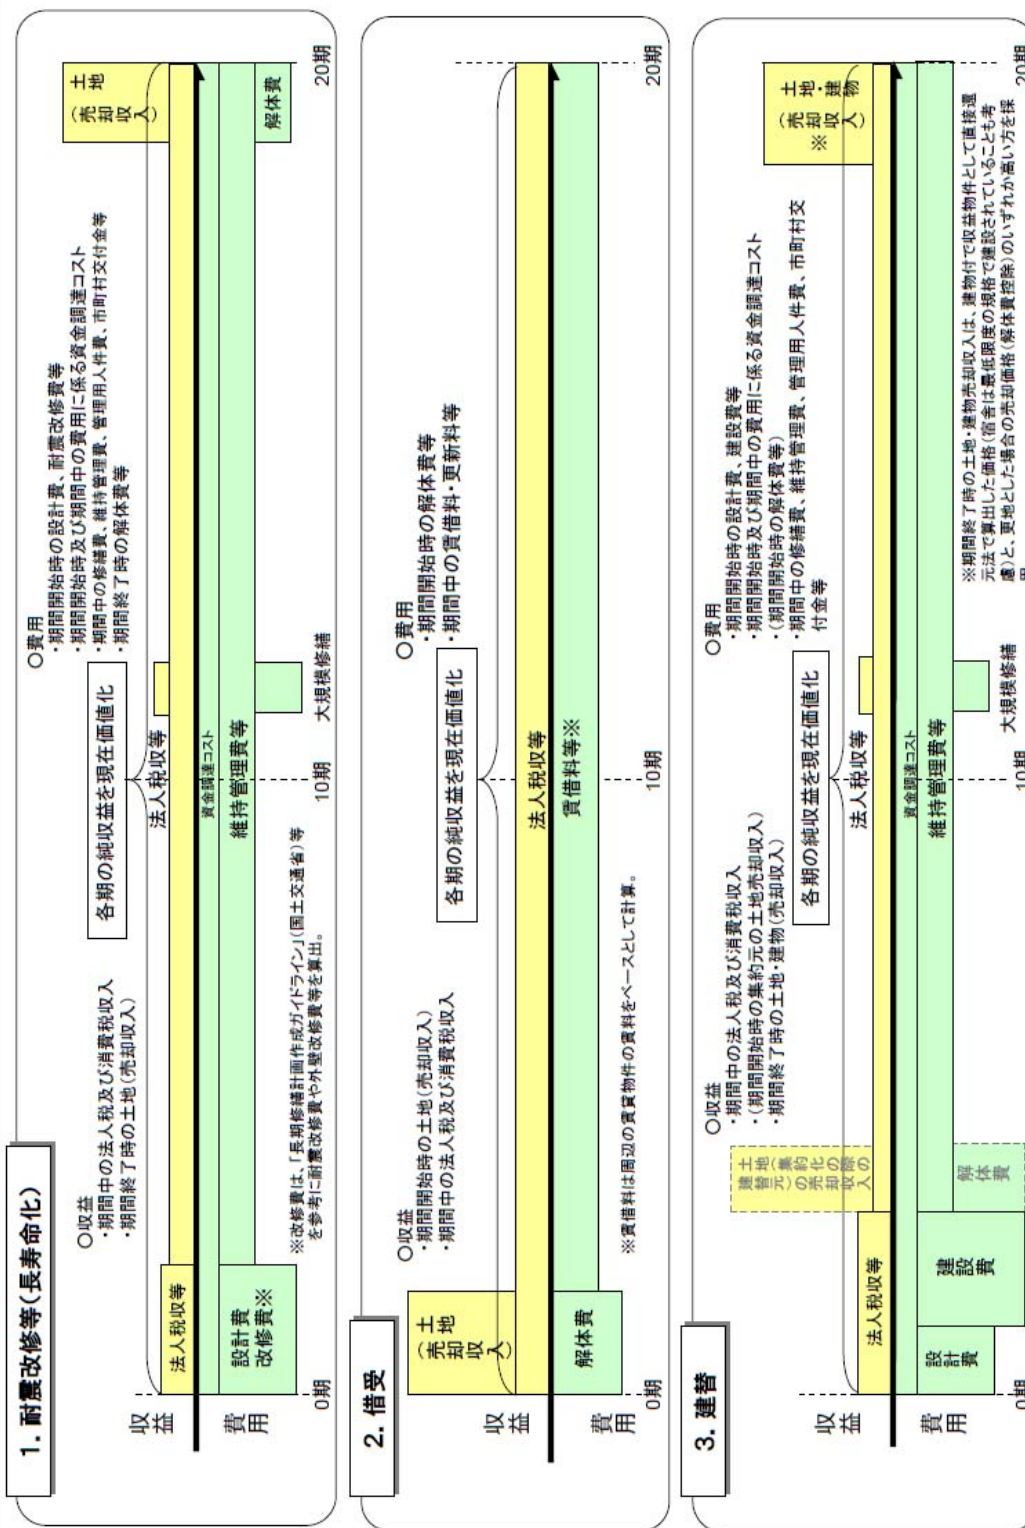 1. 耐震改修等(長寿命化)
○収益
・期間中の法人税及び消費税収入
・期間終了時の土地(売却収入)
各期の純収益を現在価値化
○費用
・期間開始時の設計費、耐震改修費等
・期間開始時及び期間中の費用に係る資金調達コスト
・期間中の修繕費、維持管理費、管理用人件費、市町村交付金等
・期間終了時の解体費等
土地
(売却収入)
収益
法人税収等
法人税収等
費用
資金調達コスト
設計費
改修費※
維持管理費等
解体費
※改修費は、「長期修繕計画作成ガイドライン」(国土交通省)等
を参考に耐震改修費や外壁改修費等を算出。
大規模修繕
0期
10期
20期
2. 借受
○収益
・期間開始時の土地(売却収入)
・期間中の法人税及び消費税収入
各期の純収益を現在価値化
○費用
・期間開始時の解体費等
・期間中の賃借料・更新料等
土地
(売却収入)
収益
法人税収等
費用
解体費
賃借料等※
※賃借料は周辺の賃貸物件の賃料をベースとして計算。
0期
10期
20期
3. 建替
○収益
・期間中の法人税及び消費税収入
・(期間開始時の集約元の土地売却収入)
・期間終了時の土地・建物(売却収入)
各期の純収益を現在価値化
○費用
・期間開始時の設計費、建設費等
・期間開始時及び期間中の費用に係る資金調達コスト
・(期間開始時の解体費等)
・期間中の修繕費、維持管理費、管理用人件費、市町村交
付金等
土地(集約化の際の
建替元)の売却収
入
土地・建物
(売却収入)
※
収益
法人税収等
法人税収等
費用
資金調達コスト
設計費
建設費
維持管理費等
解体費
大規模修繕
※期間終了時の土地・建物売却収入は、建物付で収益物件として直接還
元法で算出した価格(宿舎は最低限度の規格で建設されていることも考
慮)と、更地とした場合の売却価格(解体費控除)のいずれか高い方を採
0期
10期
20期